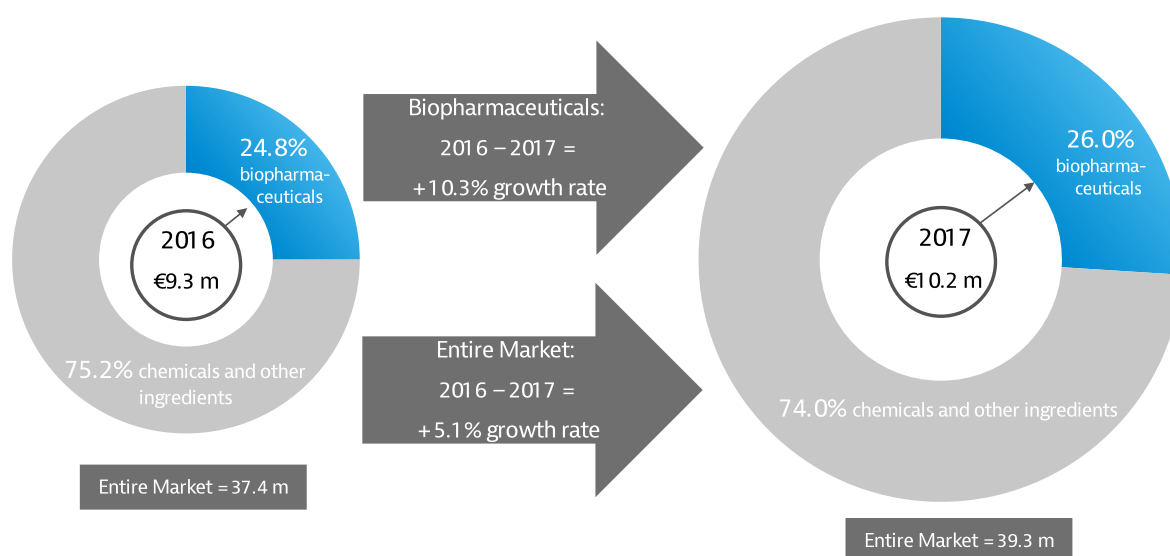 24.8%
biopharma-
ceuticals
2016
€9.3 m
75.2% chemicals and other
ingredients
Entire Market = 37.4 m
Biopharmaceuticals:
2016 – 2017 =
+10.3% growth rate
Entire Market:
2016 – 2017 =
+5.1% growth rate
26.0%
biopharma-
ceuticals
2017
€10.2 m
74.0% chemicals and other ingredients
Entire Market = 39.3 m